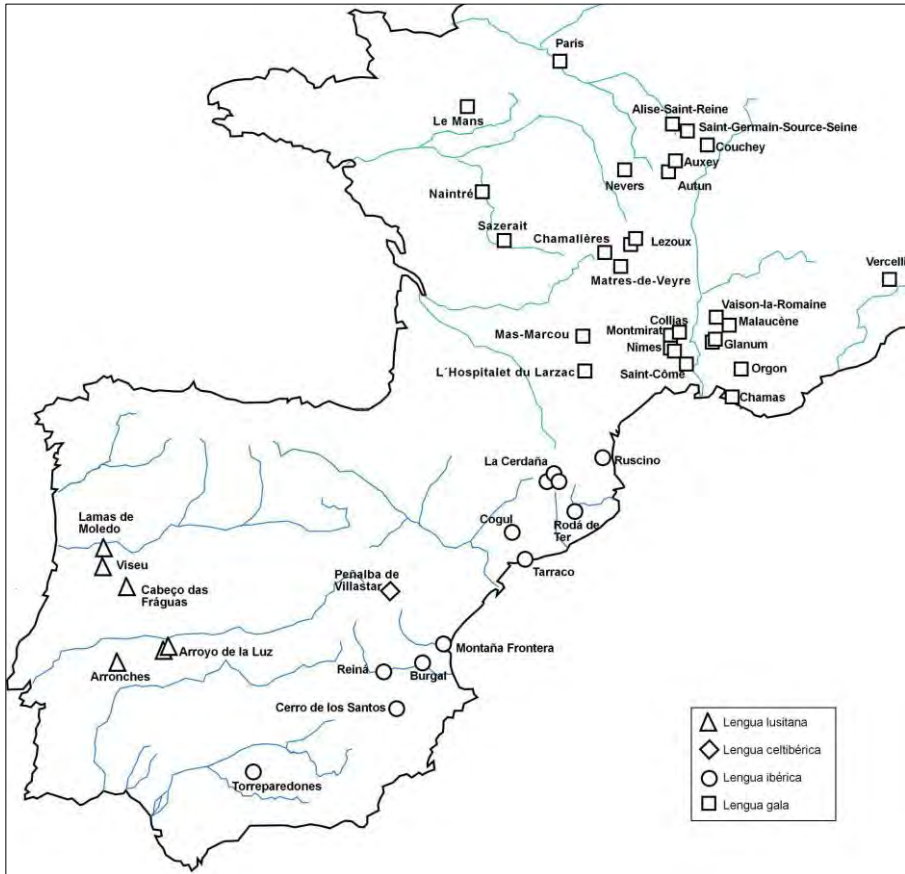 Paris
Alise-Saint-Reine
Le Mans
Saint-Germain-Source-Seine
Couchey
Auxey
Nevers
Autun
Naintré
Sazerait
Chamalières
Lezoux
Vercelli
Matres-de-Veyre
Vaison-la-Romaine
Collias
Malaucène
Montmirat
Mas-Marcou
Glanum
Nimes
L´Hospitalet du Larzac
Saint-Côme
Orgon
Chamas
La Cerdaña
Ruscino
Lamas de
Moledo
Cogul
Rodá de
Ter
Viseu
Tarraco
Peñalba de
Villastar
Cabeço das
Fráguas
Montaña Frontera
Arroyo de la Luz
Reiná
Burgal
Arronches
Cerro de los Santos
Torreparedones
Lengua lusitana
Lengua celtibérica
Lengua ibérica
Lengua gala